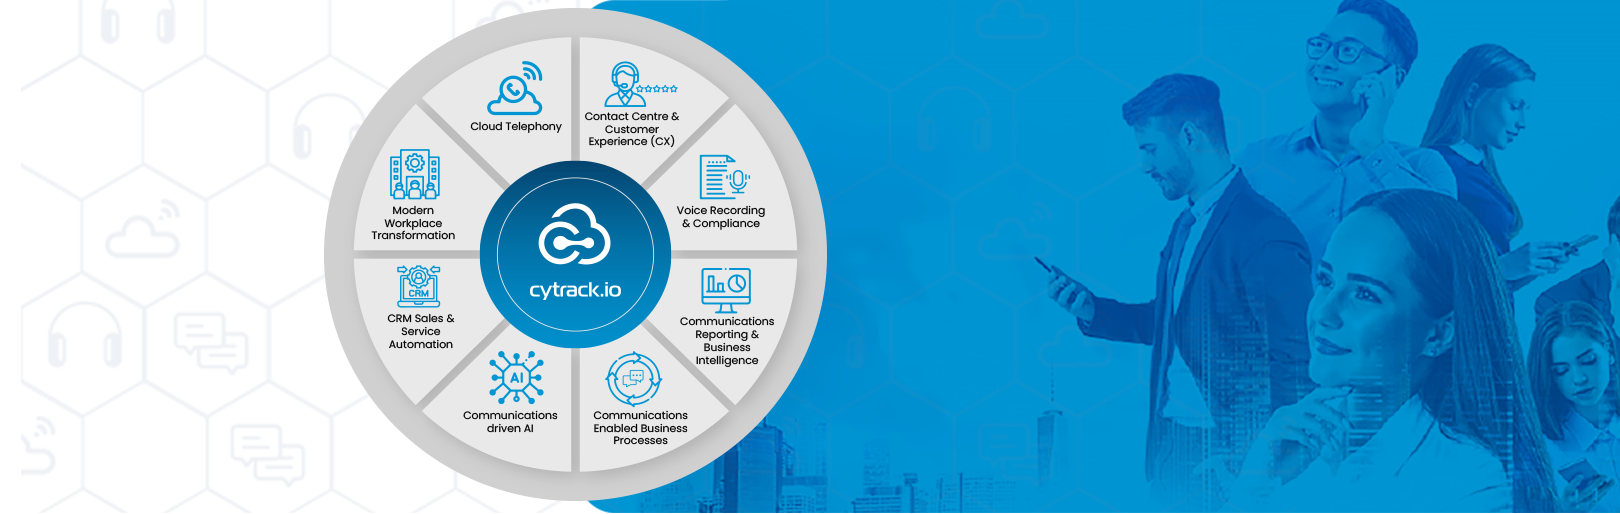 Cloud Telephony
Contact Centre &
Customer
Experience (CX)
Voice Recording
& Compliance
Communications
Reporting &
Business
Intelligence
Communications
Enabled Business
Processes
AI
Communications
driven AI
CRM
CRM Sales &
Service
Automation
Modern
Workplace
Transformation
cytrack.io